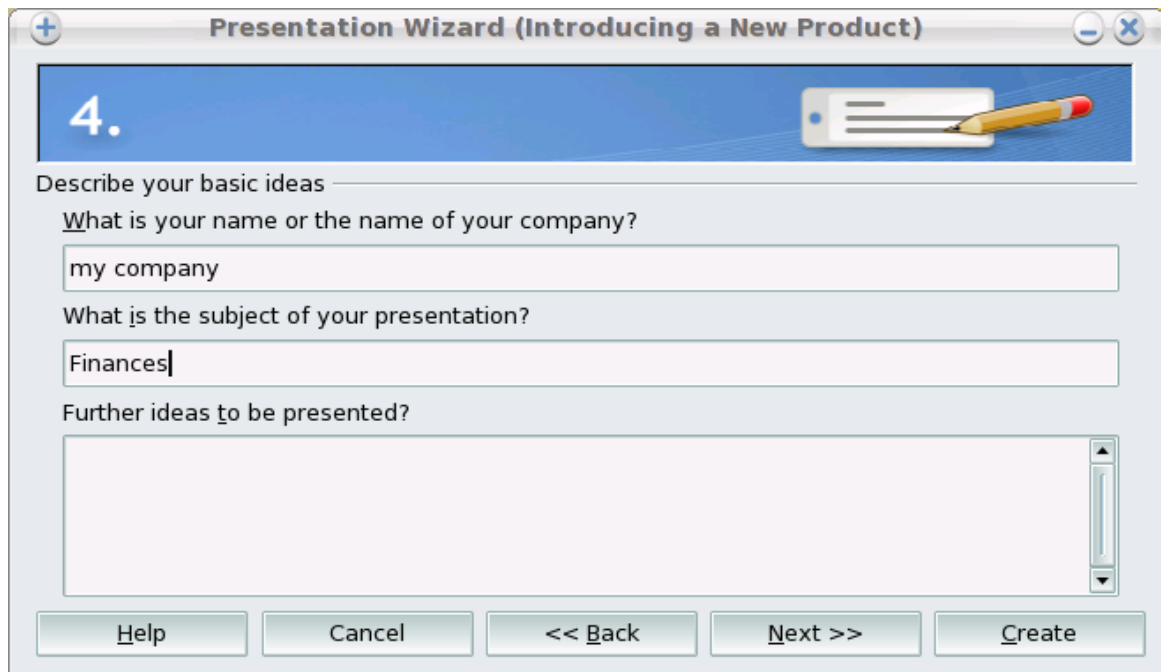 Presentation Wizard (Introducing a New Product)
4.
Describe your basic ideas
What is your name or the name of your company?
my company
What is the subject of your presentation?
Finances
Further ideas to be presented?
Help Cancel << Back Next >> Create